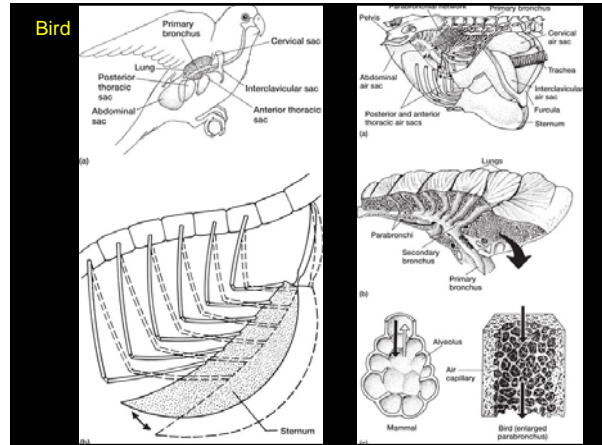 Bird
Primary
bronchus
Cervical sac
Lung
Posterior
thoracic
sac
Interclavicular sac
Abdominal
sac
Anterior thoracic
sac
(a)
Sternum
(b)
Parabronchial network
Primary bronchus
Pelvis
Cervical
air sac
Trachea
Abdominal
air sac
Interclavicular
air sac
Furcula
Posterior and anterior
thoracic air sacs
Sternum
(a)
Lungs
Parabronchi
Secondary
bronchus
Primary
bronchus
(b)
Alveolus
Air
capillary
Mammal
Bird (enlarged
parabronchus)